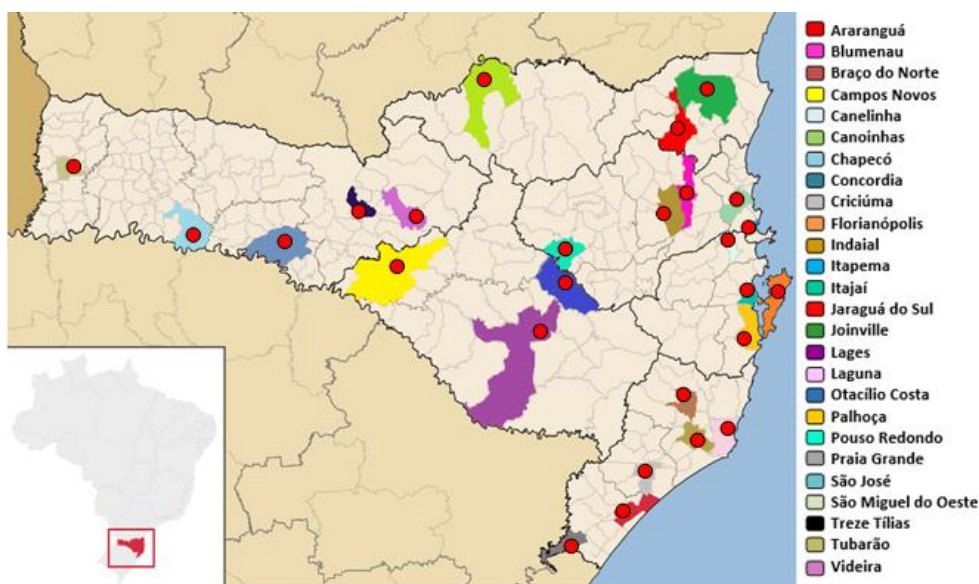 Araranguá
Blumenau
Braço do Norte
Campos Novos
Canelinha
Canoinhas
Chapecó
Concordia
Criciúma
Florianópolis
Indaial
Itapema
Itajaí
Jaraguá do Sul
Joinville
Lages
Laguna
Otacílio Costa
Palhoça
Pouso Redondo
Praia Grande
São José
São Miguel do Oeste
Treze Tílias
Tubarão
Videira